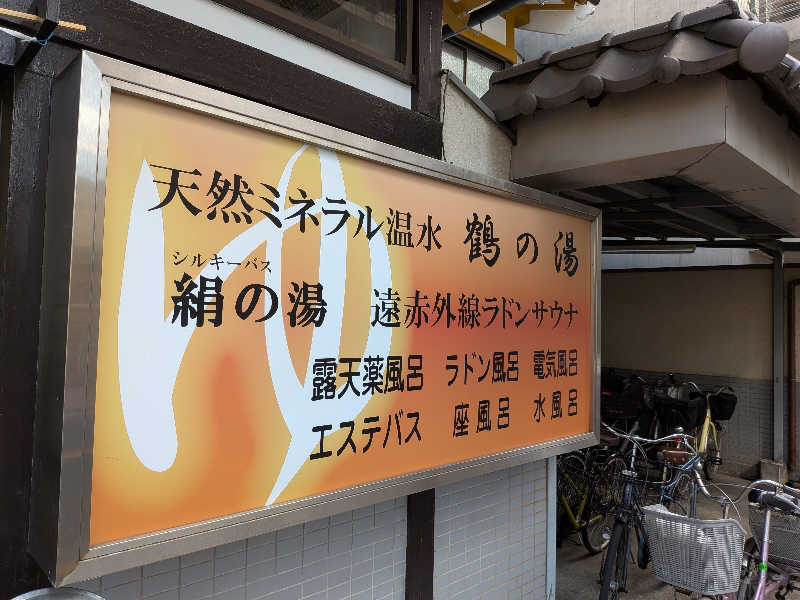 ゆ
天然ミネラル温水 鶴の湯
シルキーバス
絹の湯 遠赤外線ラドンサウナ
露天薬風呂 ラドン風呂 電気風呂
エステバス 座風呂 水風呂